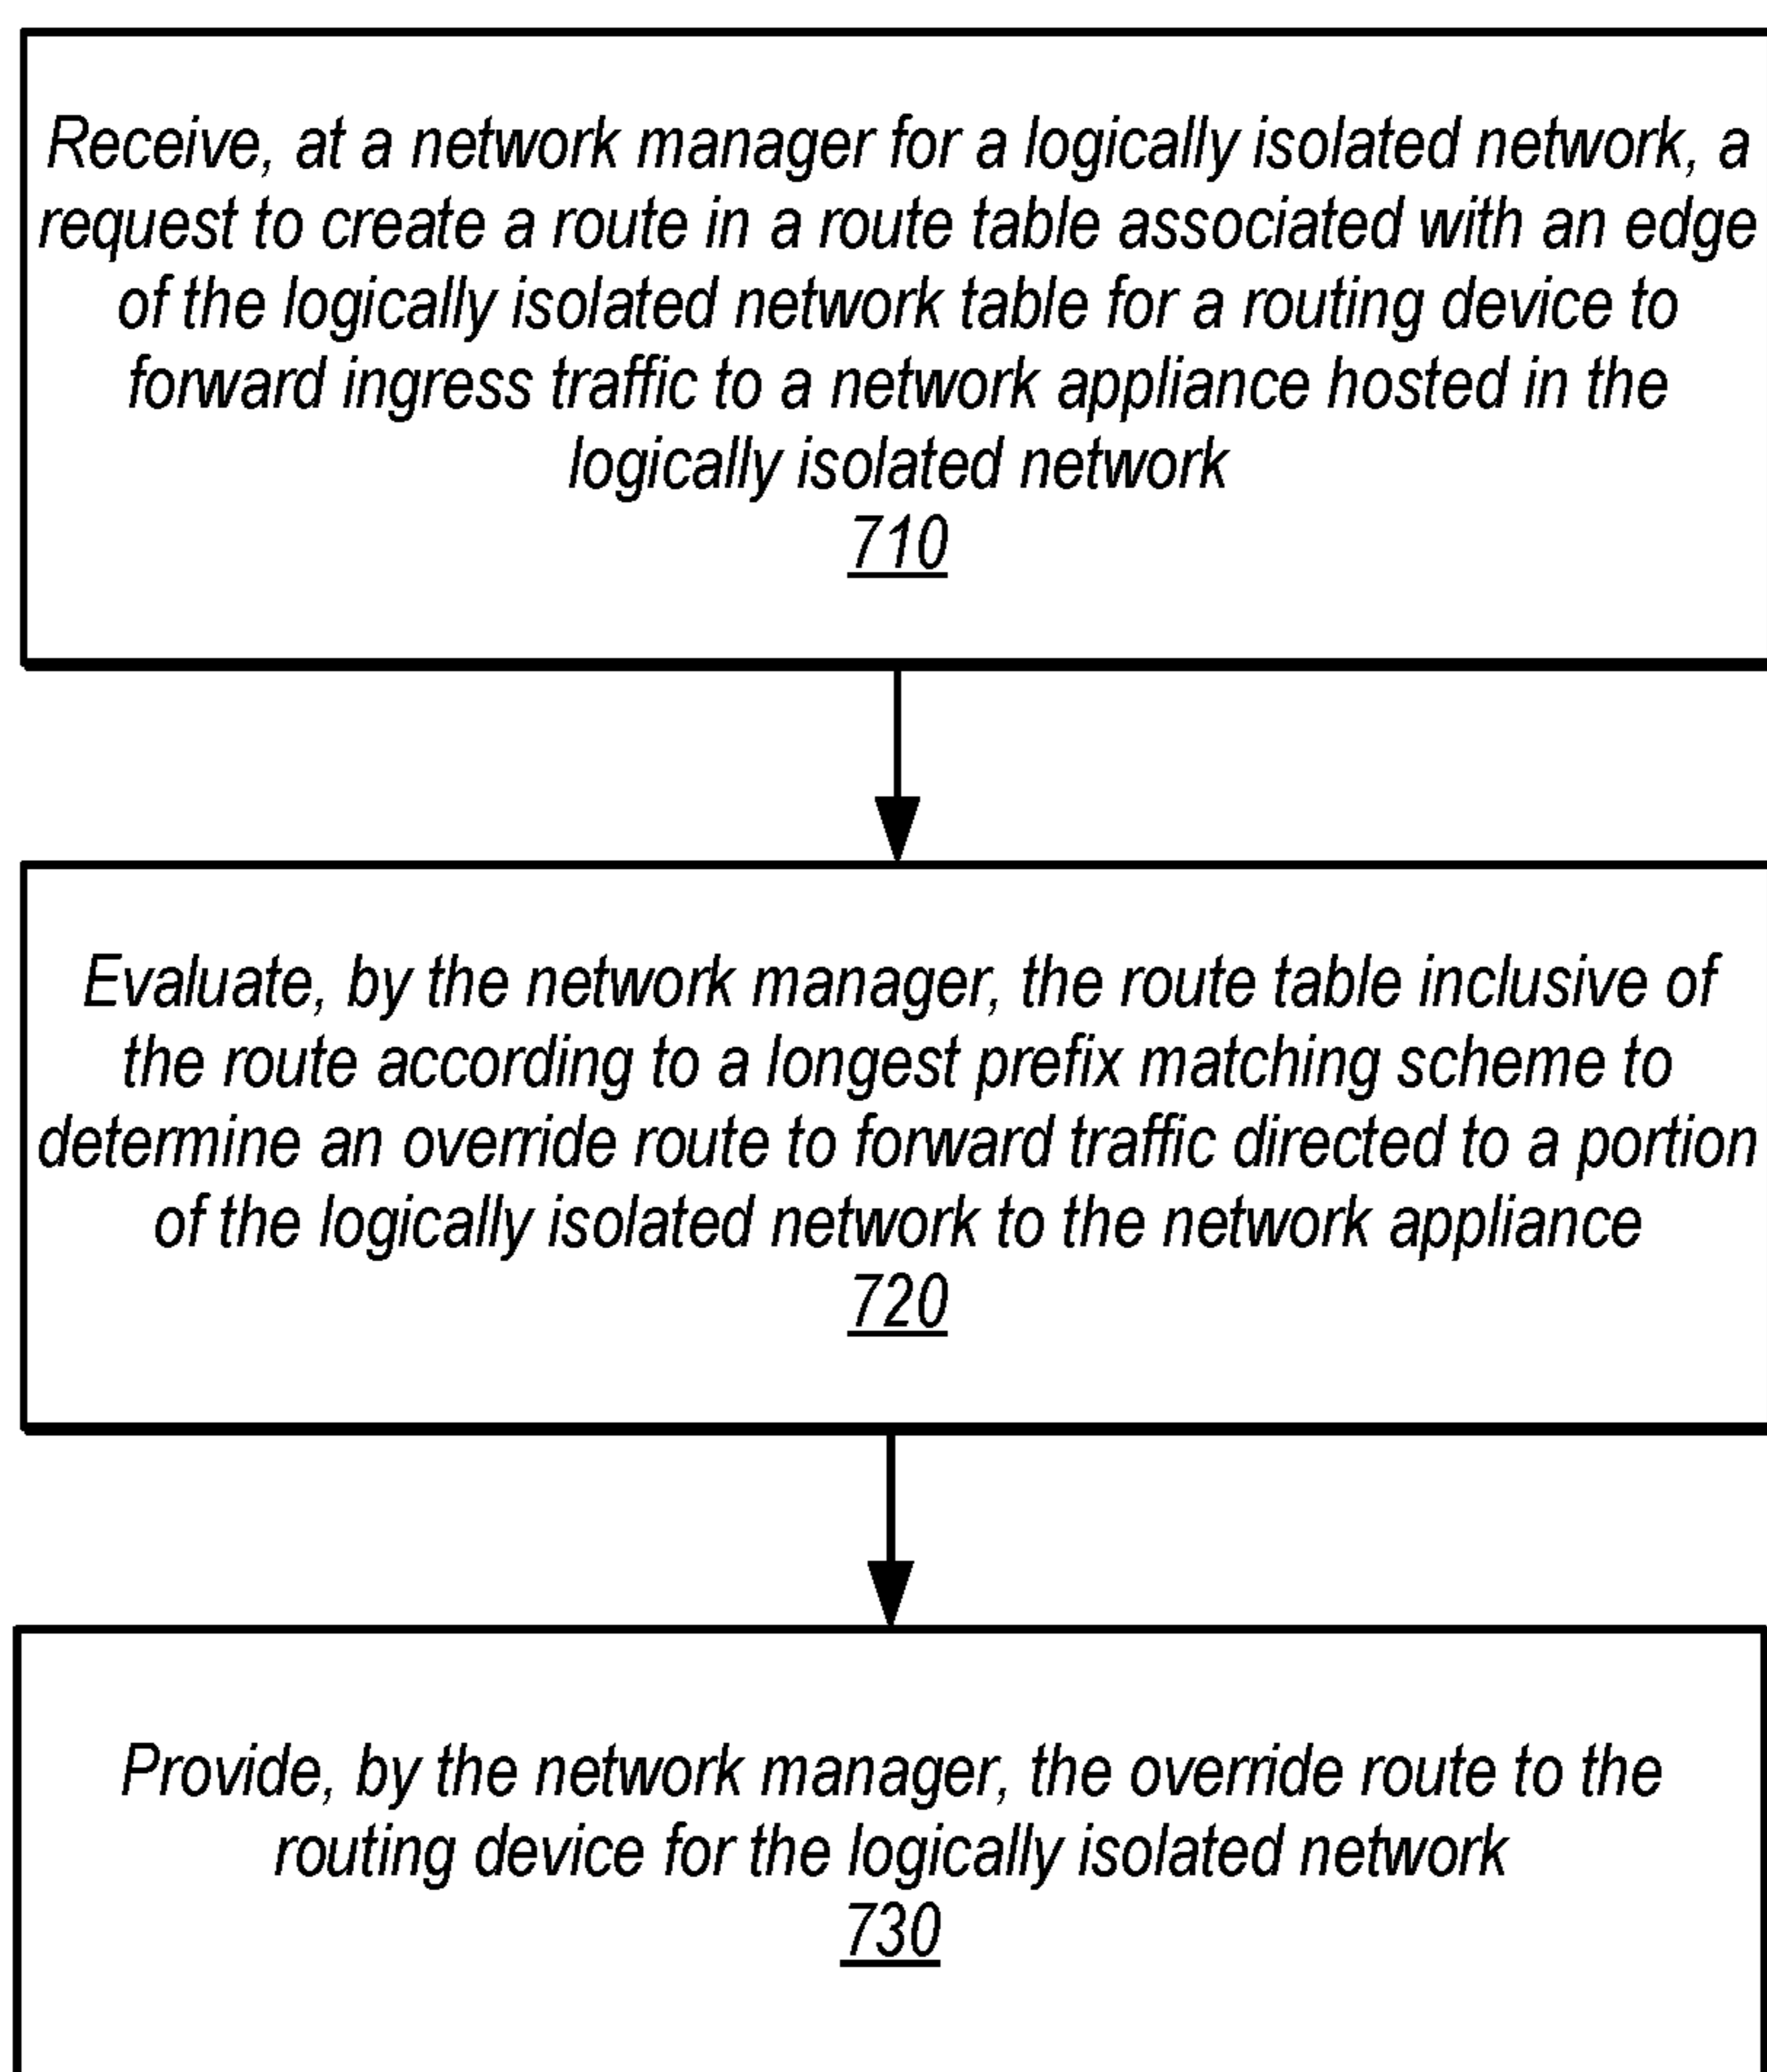 Receive, at a network manager for a logically isolated network, a
request to create a route in a route table associated with an edge
of the logically isolated network table for a routing device to
forward ingress traffic to a network appliance hosted in the
logically isolated network
710
Evaluate, by the network manager, the route table inclusive of
the route according to a longest prefix matching scheme to
determine an override route to forward traffic directed to a portion
of the logically isolated network to the network appliance
720
Provide, by the network manager, the override route to the
routing device for the logically isolated network
730